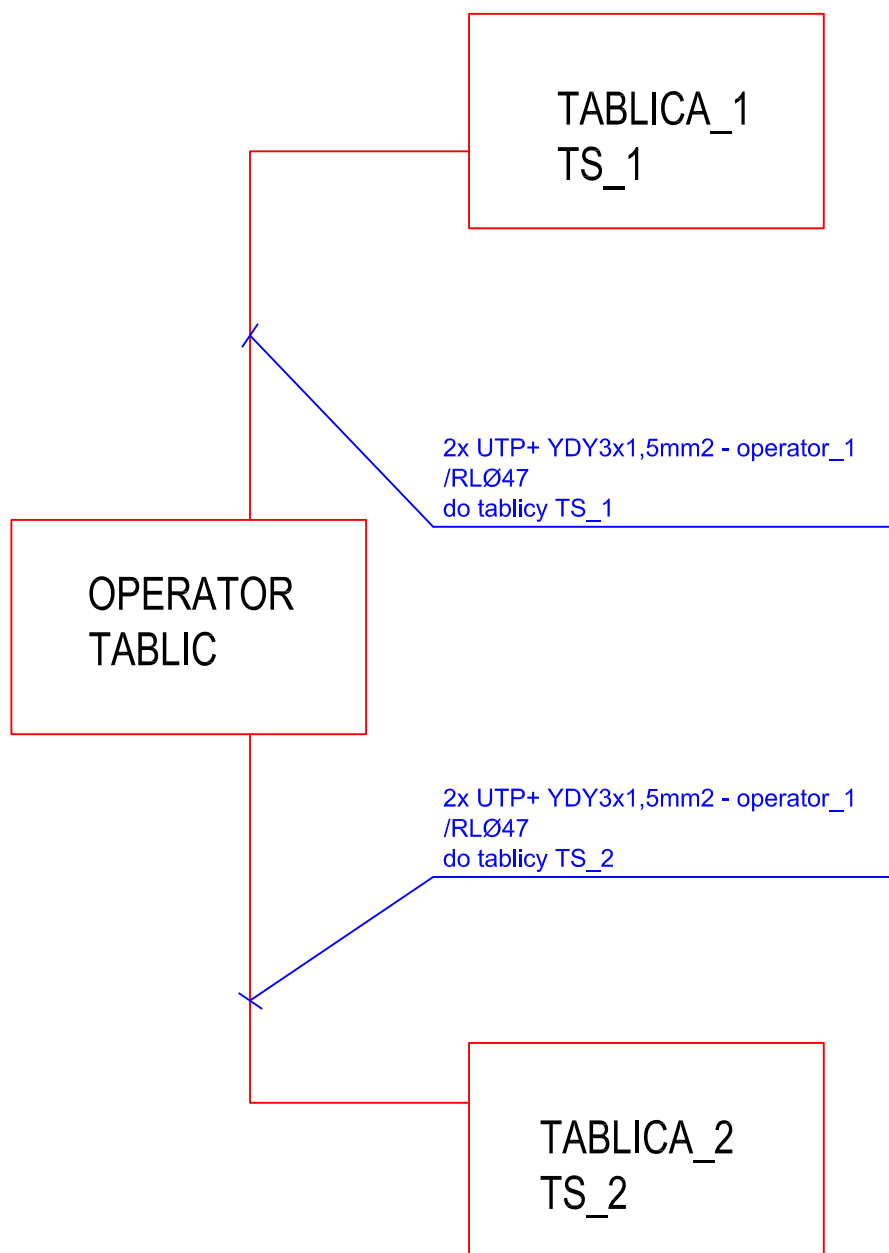 TABLICA_1
TS_1
2x UTP+ YDY3x1,5mm2 - operator_1
/RLØ47
do tablicy TS_1
OPERATOR
TABLIC
2x UTP+ YDY3x1,5mm2 - operator_1
/RLØ47
do tablicy TS_2
TABLICA_2
TS_2